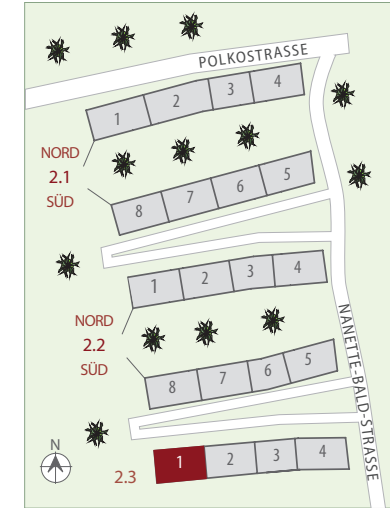 POLKOSTRASSE
1 2 3 4
NORD
2.1
SÜD
8 7 6 5
1 2 3 4
NORD
2.2
SÜD
8 7 6 5
NANETTE-BALD-STRASSE
N
2.3
1 2 3 4